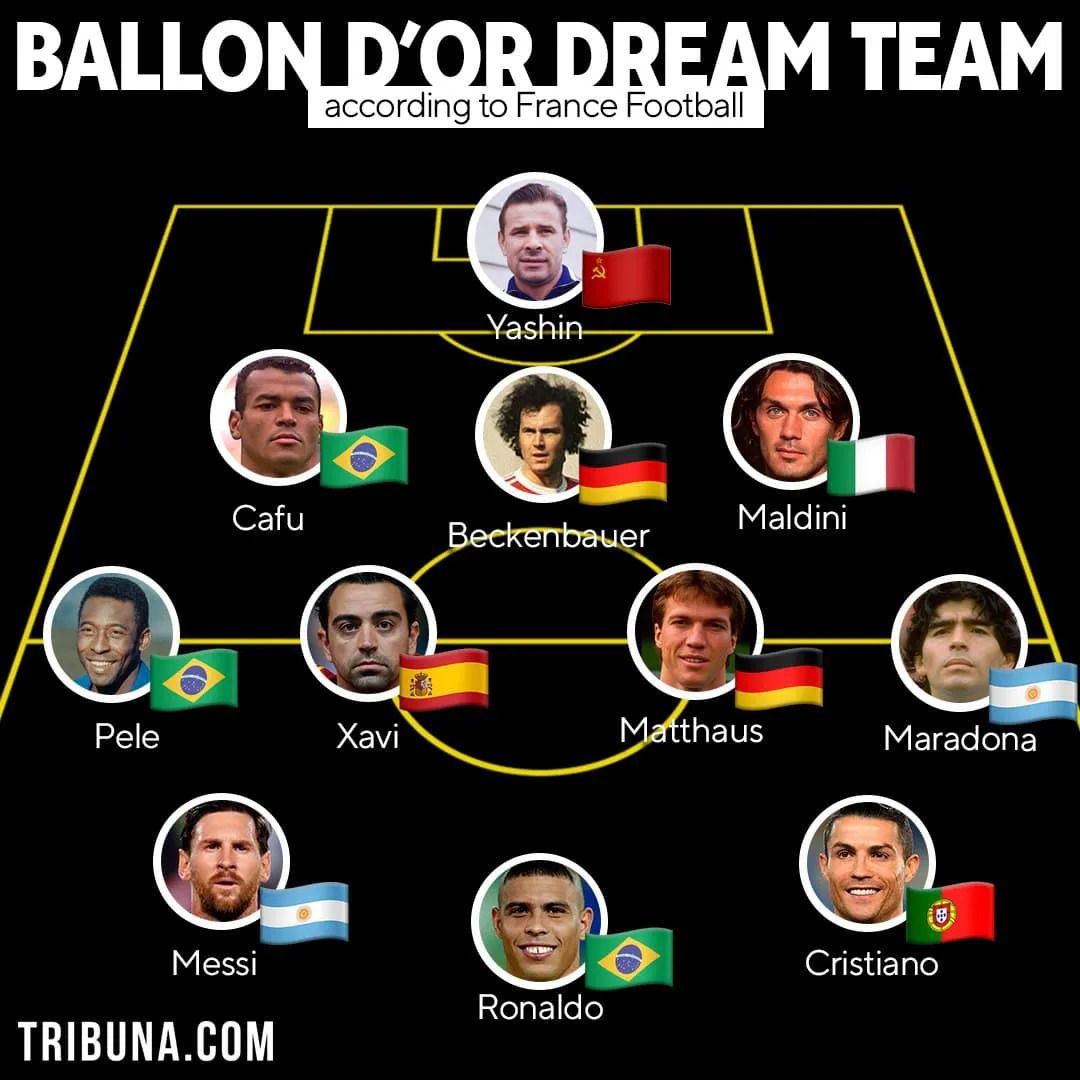 BALLON D'OR DREAM TEAM
according to France Football
Yashin
Cafu
Beckenbauer
Maldini
Pele
Xavi
Matthaus
Maradona
Messi
Ronaldo
Cristiano
TRIBUNA.COM